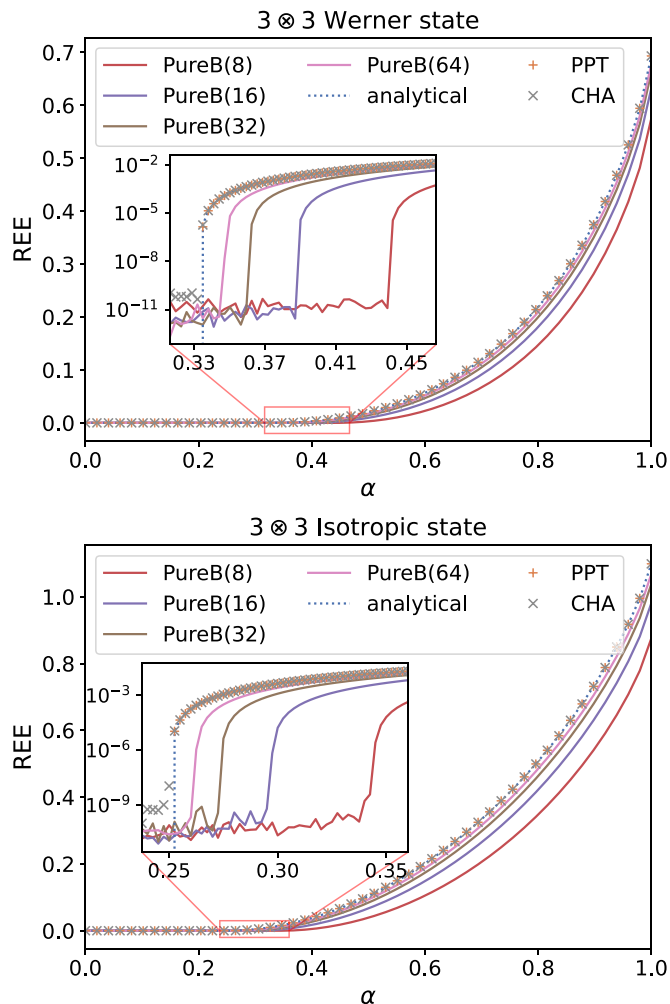 3 ⊗ 3 Werner state
PureB(8) PureB(64) PPT
PureB(16) analytical CHA
PureB(32)
REE
0.7
0.6
0.5
0.4
0.3
0.2
0.1
0.0
10⁻²
10⁻⁵
10⁻⁸
10⁻¹¹
0.33 0.37 0.41 0.45
0.0 0.2 0.4 0.6 0.8 1.0
α
3 ⊗ 3 Isotropic state
PureB(8) PureB(64) PPT
PureB(16) analytical CHA
PureB(32)
REE
1.0
0.8
0.6
0.4
0.2
0.0
10⁻³
10⁻⁶
10⁻⁹
0.25 0.30 0.35
0.0 0.2 0.4 0.6 0.8 1.0
α